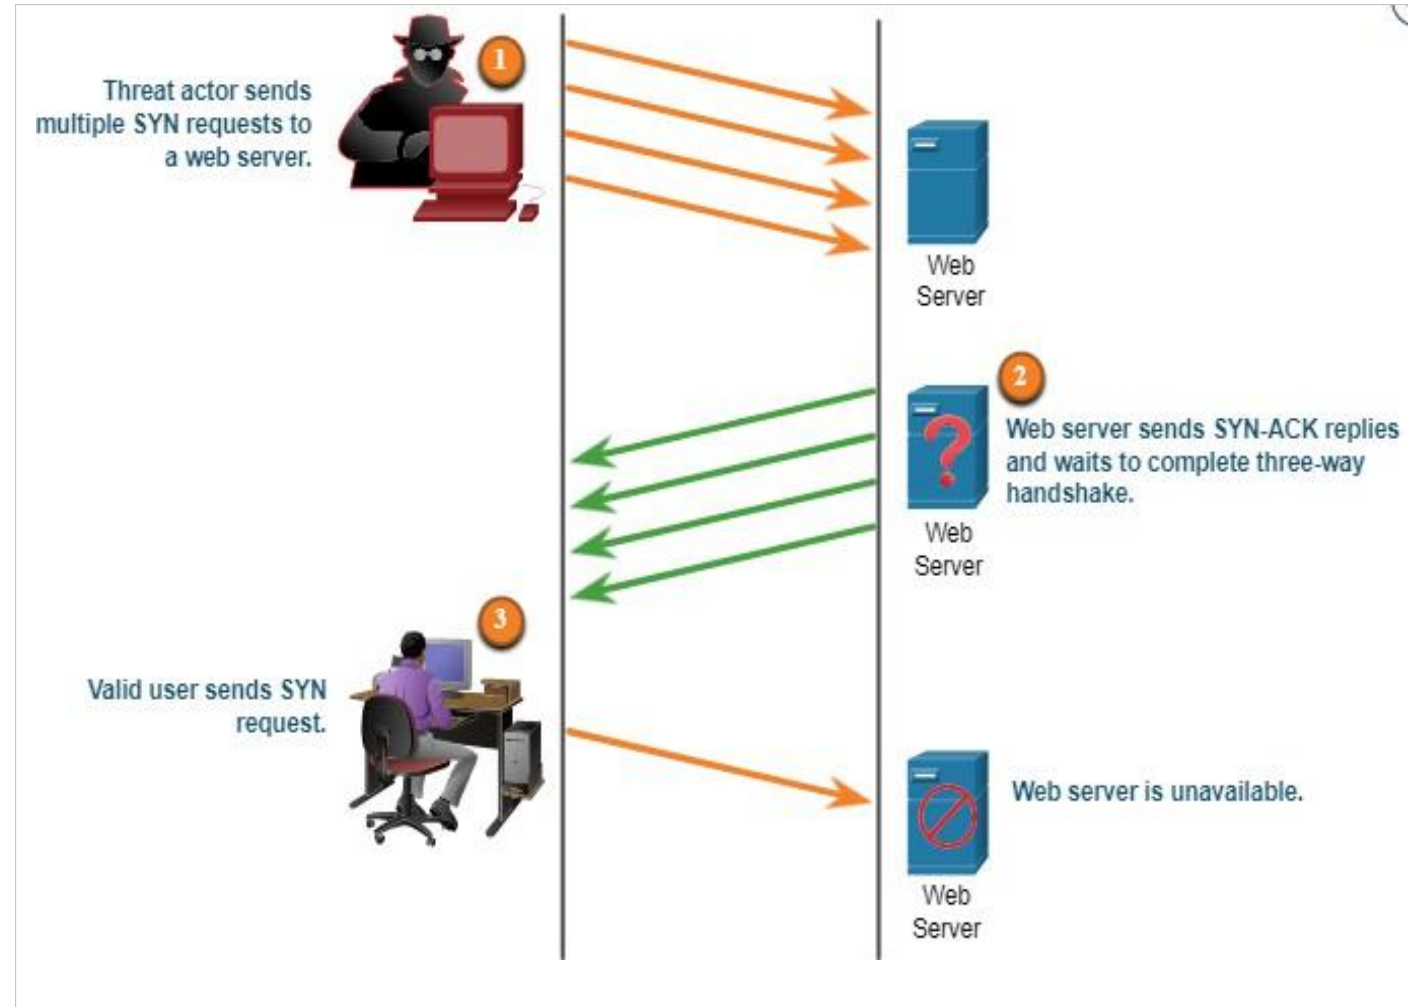 1
Threat actor sends
multiple SYN requests to
a web server.
Web
Server
2
Web server sends SYN-ACK replies
and waits to complete three-way
handshake.
Web
Server
3
Valid user sends SYN
request.
Web server is unavailable.
Web
Server